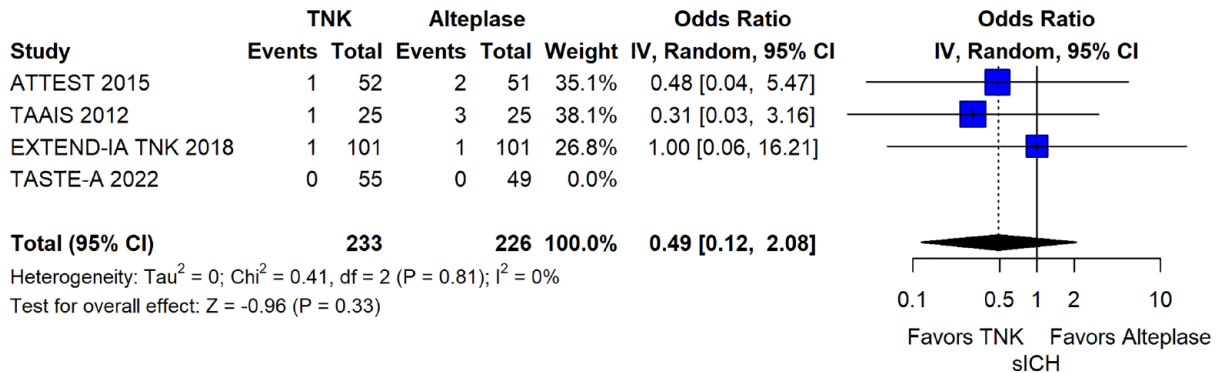 TNK Alteplase Odds Ratio Odds Ratio
Study Events Total Events Total Weight IV, Random, 95% CI IV, Random, 95% CI
ATTEST 2015 1 52 2 51 35.1% 0.48 [0.04, 5.47]
TAAIS 2012 1 25 3 25 38.1% 0.31 [0.03, 3.16]
EXTEND-IA TNK 2018 1 101 1 101 26.8% 1.00 [0.06, 16.21]
TASTE-A 2022 0 55 0 49 0.0%
Total (95% CI) 233 226 100.0% 0.49 [0.12, 2.08]
Heterogeneity: Tau² = 0; Chi² = 0.41, df = 2 (P = 0.81); I² = 0%
Test for overall effect: Z = -0.96 (P = 0.33)
0.1 0.5 1 2 10
Favors TNK Favors Alteplase
sICH